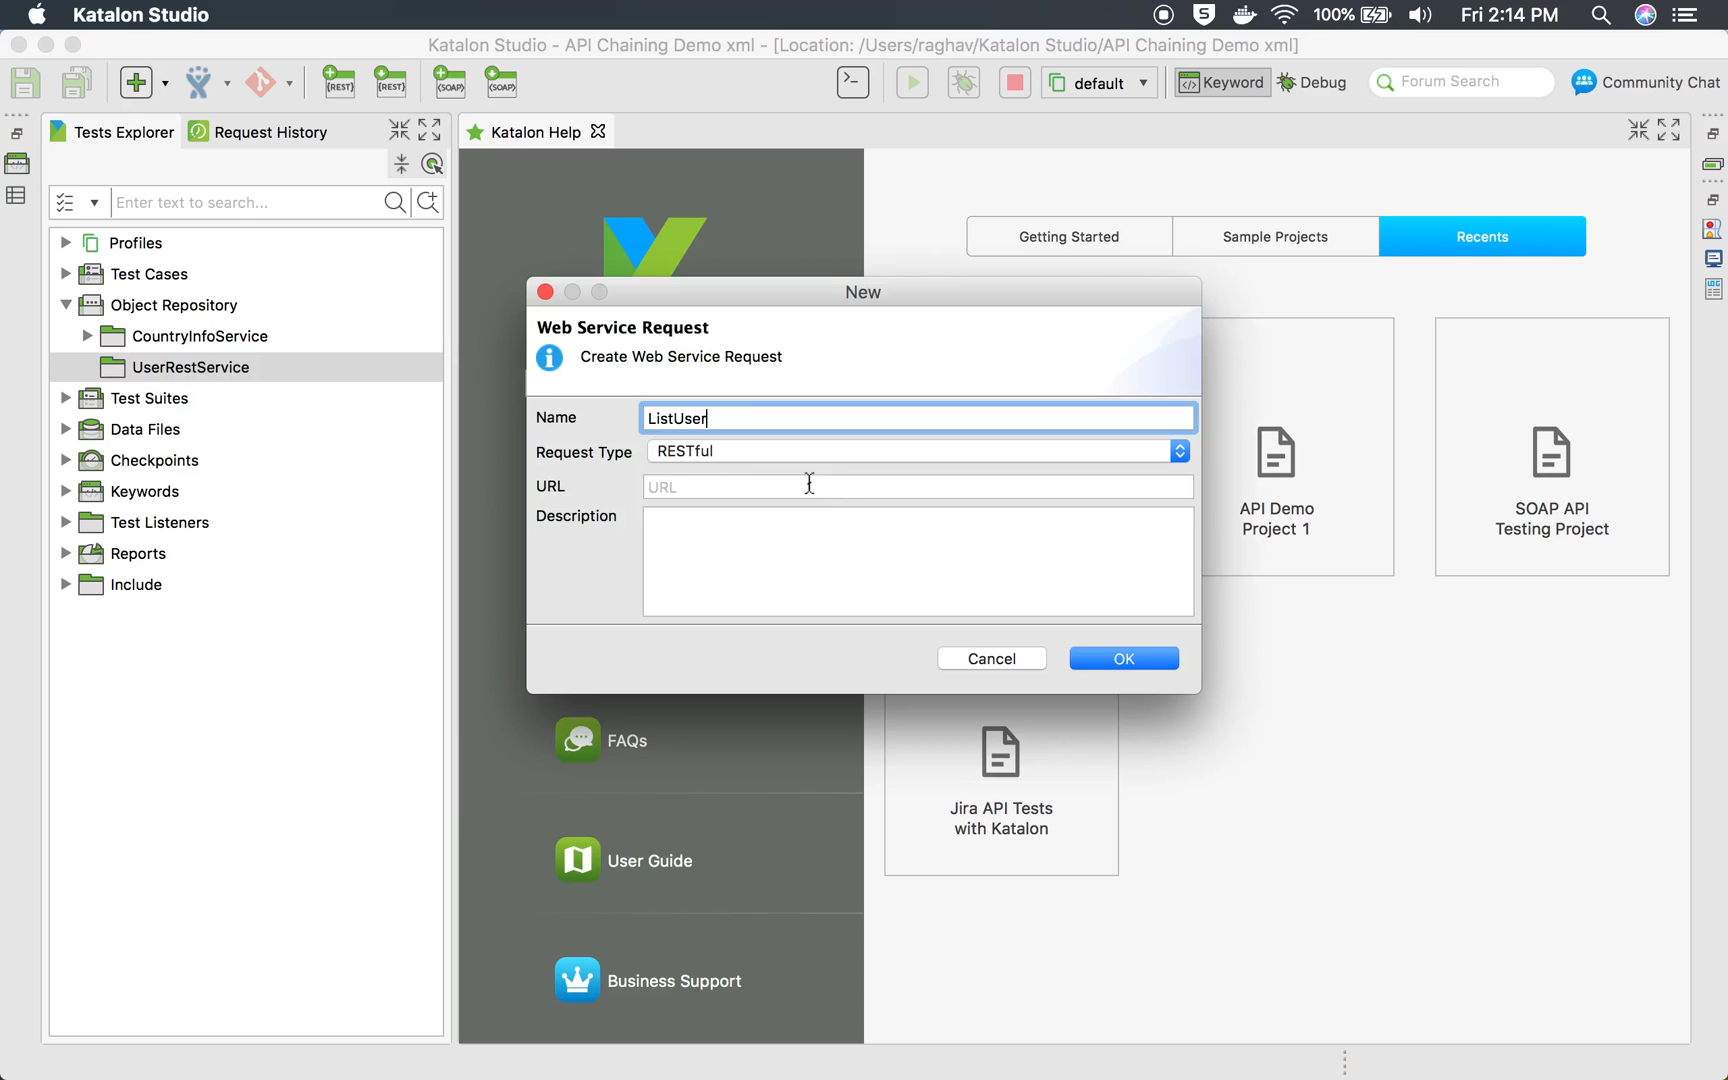 Katalon Studio
S
100%
Fri 2:14 PM
Katalon Studio - API Chaining Demo xml - [Location: /Users/raghav/Katalon Studio/API Chaining Demo xml]
{REST}
{REST}
{SOAP}
{SOAP}
default
Keyword
Debug
Forum Search
Community Chat
Tests Explorer
Request History
Katalon Help
Enter text to search...
Profiles
Test Cases
Object Repository
CountryInfoService
UserRestService
Test Suites
Data Files
Checkpoints
Keywords
Test Listeners
Reports
Include
Getting Started
Sample Projects
Recents
New
Web Service Request
Create Web Service Request
Name
ListUser
Request Type
RESTful
URL
URL
Description
Cancel
OK
API Demo
Project 1
SOAP API
Testing Project
FAQs
User Guide
Business Support
Jira API Tests
with Katalon
LOG